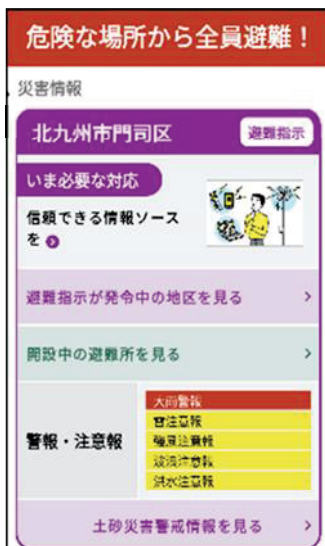 危険な場所から全員避難！
災害情報
北九州市門司区
避難指示
いま必要な対応
信頼できる情報ソース
を
避難指示が発令中の地区を見る
開設中の避難所を見る
警報・注意報
大雨警報
雷注意報
強風注意報
波浪注意報
洪水注意報
土砂災害警戒情報を見る